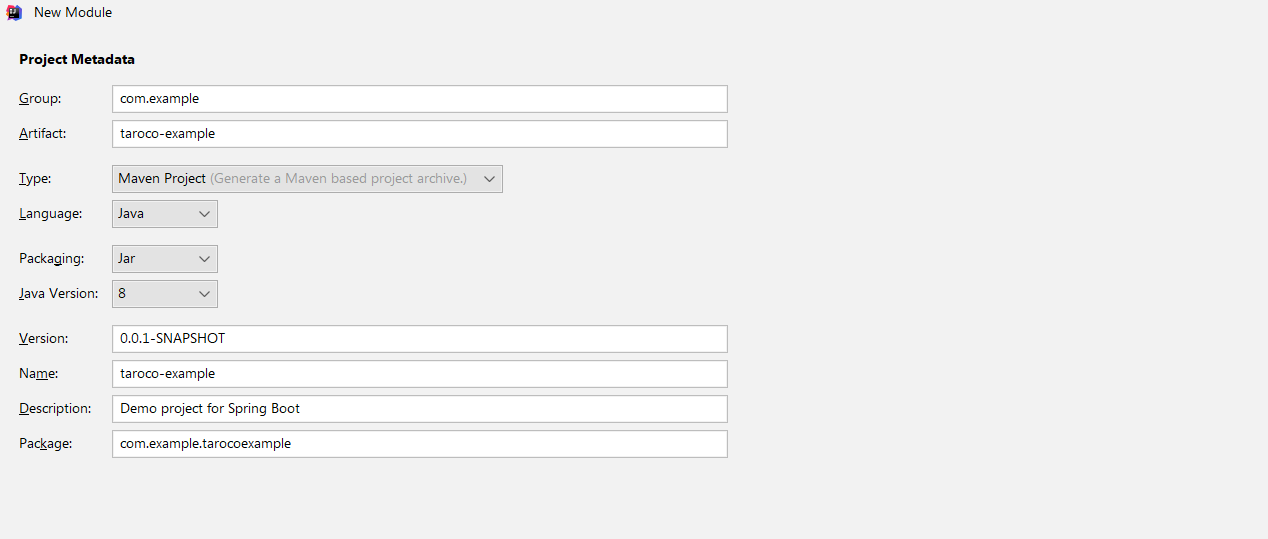 New Module
Project Metadata
Group: com.example
Artifact: taroco-example
Type: Maven Project (Generate a Maven based project archive.)
Language: Java
Packaging: Jar
Java Version: 8
Version: 0.0.1-SNAPSHOT
Name: taroco-example
Description: Demo project for Spring Boot
Package: com.example.tarocoexample